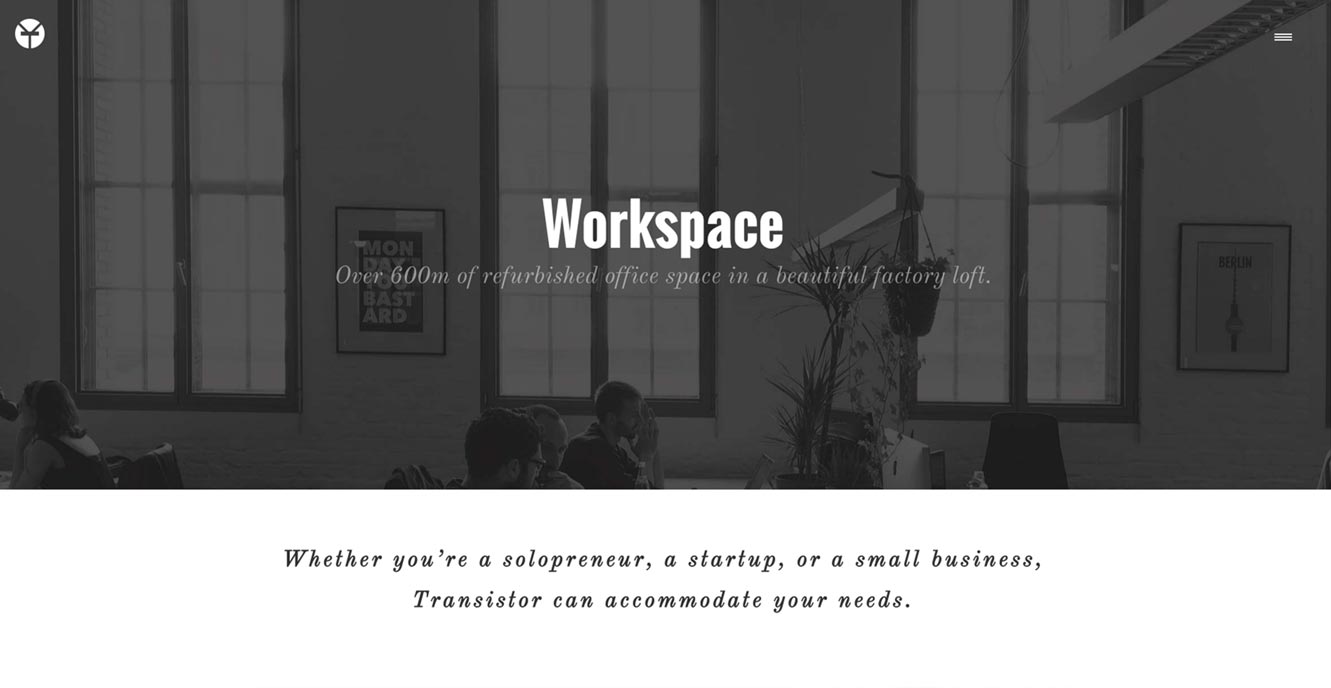 Workspace
Over 600m of refurbished office space in a beautiful factory loft.
MON
DAY
YOU
BAST
ARD
BERLIN
Whether you’re a solopreneur, a startup, or a small business,
Transistor can accommodate your needs.